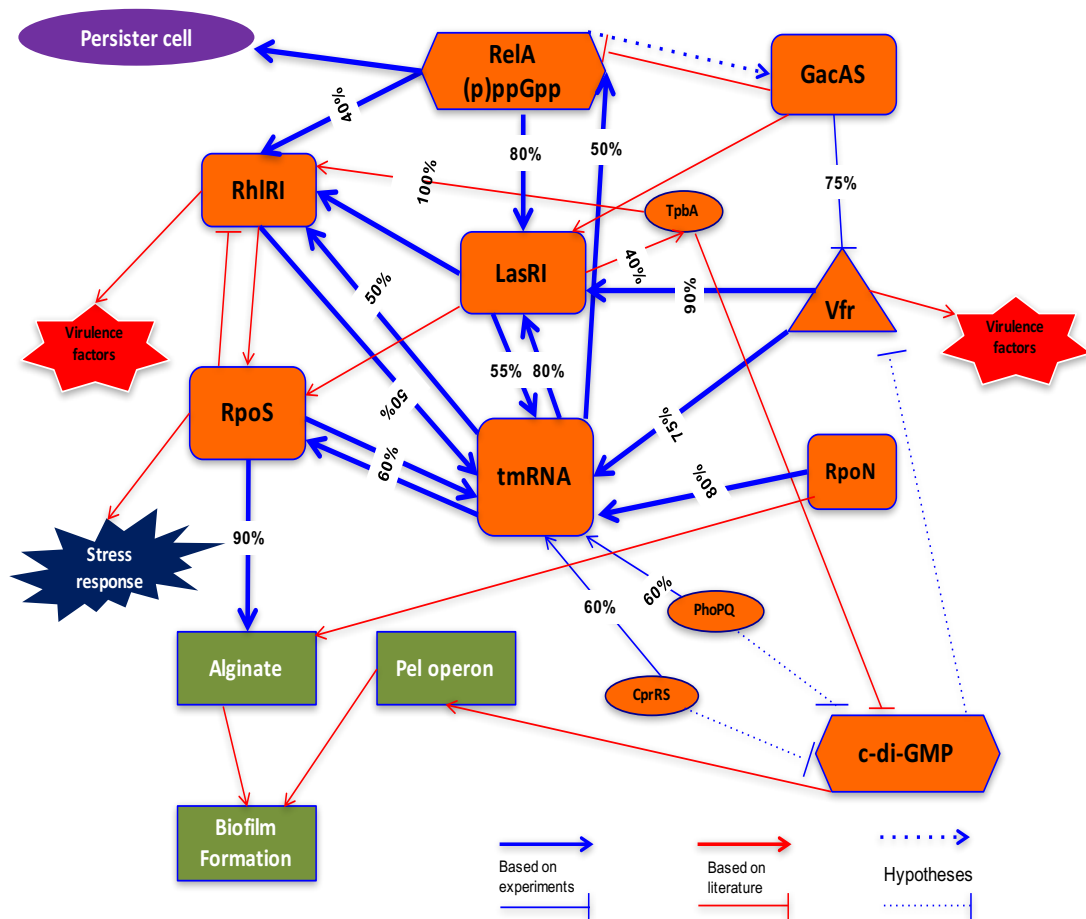 Persister cell
RelA
(p)ppGpp
GacAS
40%
80%
50%
75%
RhlRI
100%
TpbA
LasRI
40%
90%
Vfr
50%
Virulence
factors
Virulence
factors
55%
80%
RpoS
50%
75%
tmRNA
RpoN
60%
80%
90%
Stress
response
60%
60%
PhoPQ
Alginate
Pel operon
CprRS
c-di-GMP
Biofilm
Formation
Based on
experiments
Based on
literature
Hypotheses